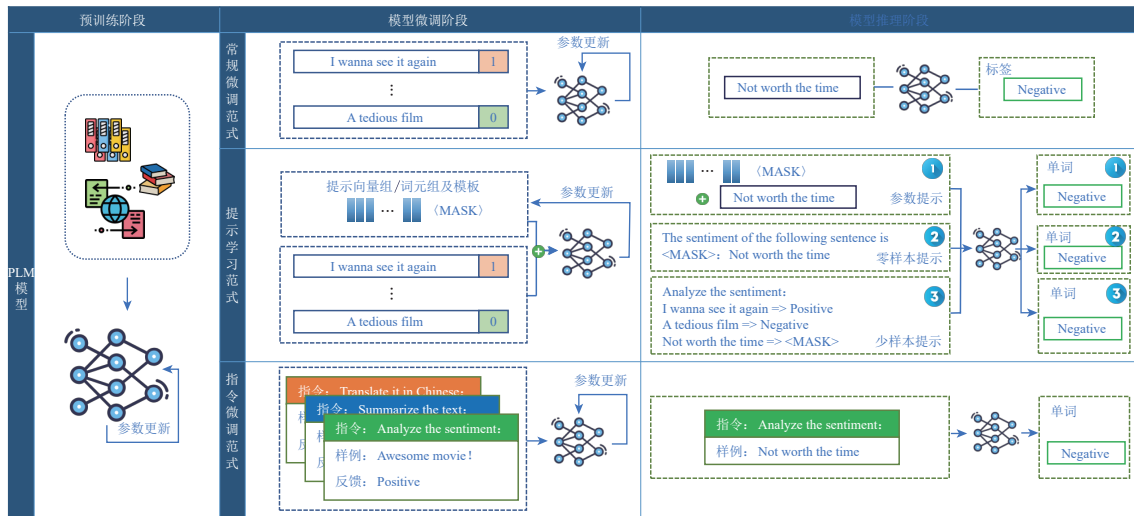 预训练阶段
模型微调阶段
模型推理阶段
PLM
模型
参数更新
常规微调范式
I wanna see it again
1
⋮
A tedious film
0
参数更新
Not worth the time
标签
Negative
提示学习范式
提示向量组/词元组及模板
… 〈MASK〉
I wanna see it again
1
⋮
A tedious film
0
参数更新
… 〈MASK〉
1
Not worth the time
参数提示
The sentiment of the following sentence is
2
<MASK>: Not worth the time
零样本提示
Analyze the sentiment:
3
I wanna see it again => Positive
A tedious film => Negative
Not worth the time => <MASK>
少样本提示
单词
1
Negative
单词
2
Negative
单词
3
Negative
指令微调范式
指令: Translate it in Chinese:
指令: Summarize the text:
指令: Analyze the sentiment:
样例: Awesome movie!
反馈: Positive
参数更新
指令: Analyze the sentiment:
样例: Not worth the time
单词
Negative